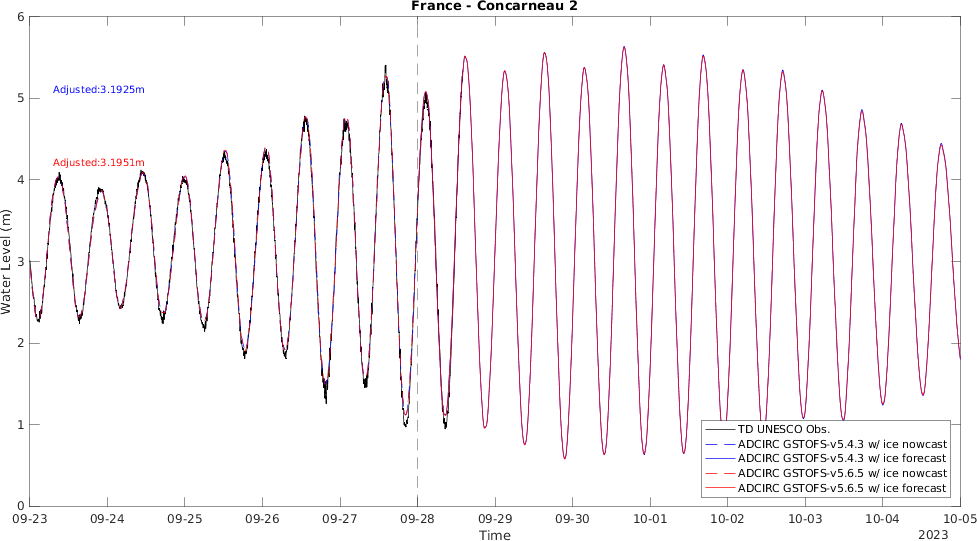 France - Concarneau 2
Water Level (m)
6
5
4
3
2
1
0
Adjusted:3.1925m
Adjusted:3.1951m
TD UNESCO Obs.
ADCIRC GSTOFS-v5.4.3 w/ ice nowcast
ADCIRC GSTOFS-v5.4.3 w/ ice forecast
ADCIRC GSTOFS-v5.6.5 w/ ice nowcast
ADCIRC GSTOFS-v5.6.5 w/ ice forecast
09-23 09-24 09-25 09-26 09-27 09-28 09-29 09-30 10-01 10-02 10-03 10-04 10-05
Time
2023